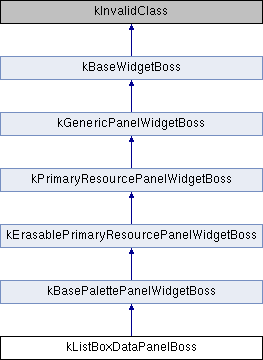 kInvalidClass
kBaseWidgetBoss
kGenericPanelWidgetBoss
kPrimaryResourcePanelWidgetBoss
kErasablePrimaryResourcePanelWidgetBoss
kBasePalettePanelWidgetBoss
kListBoxDataPanelBoss